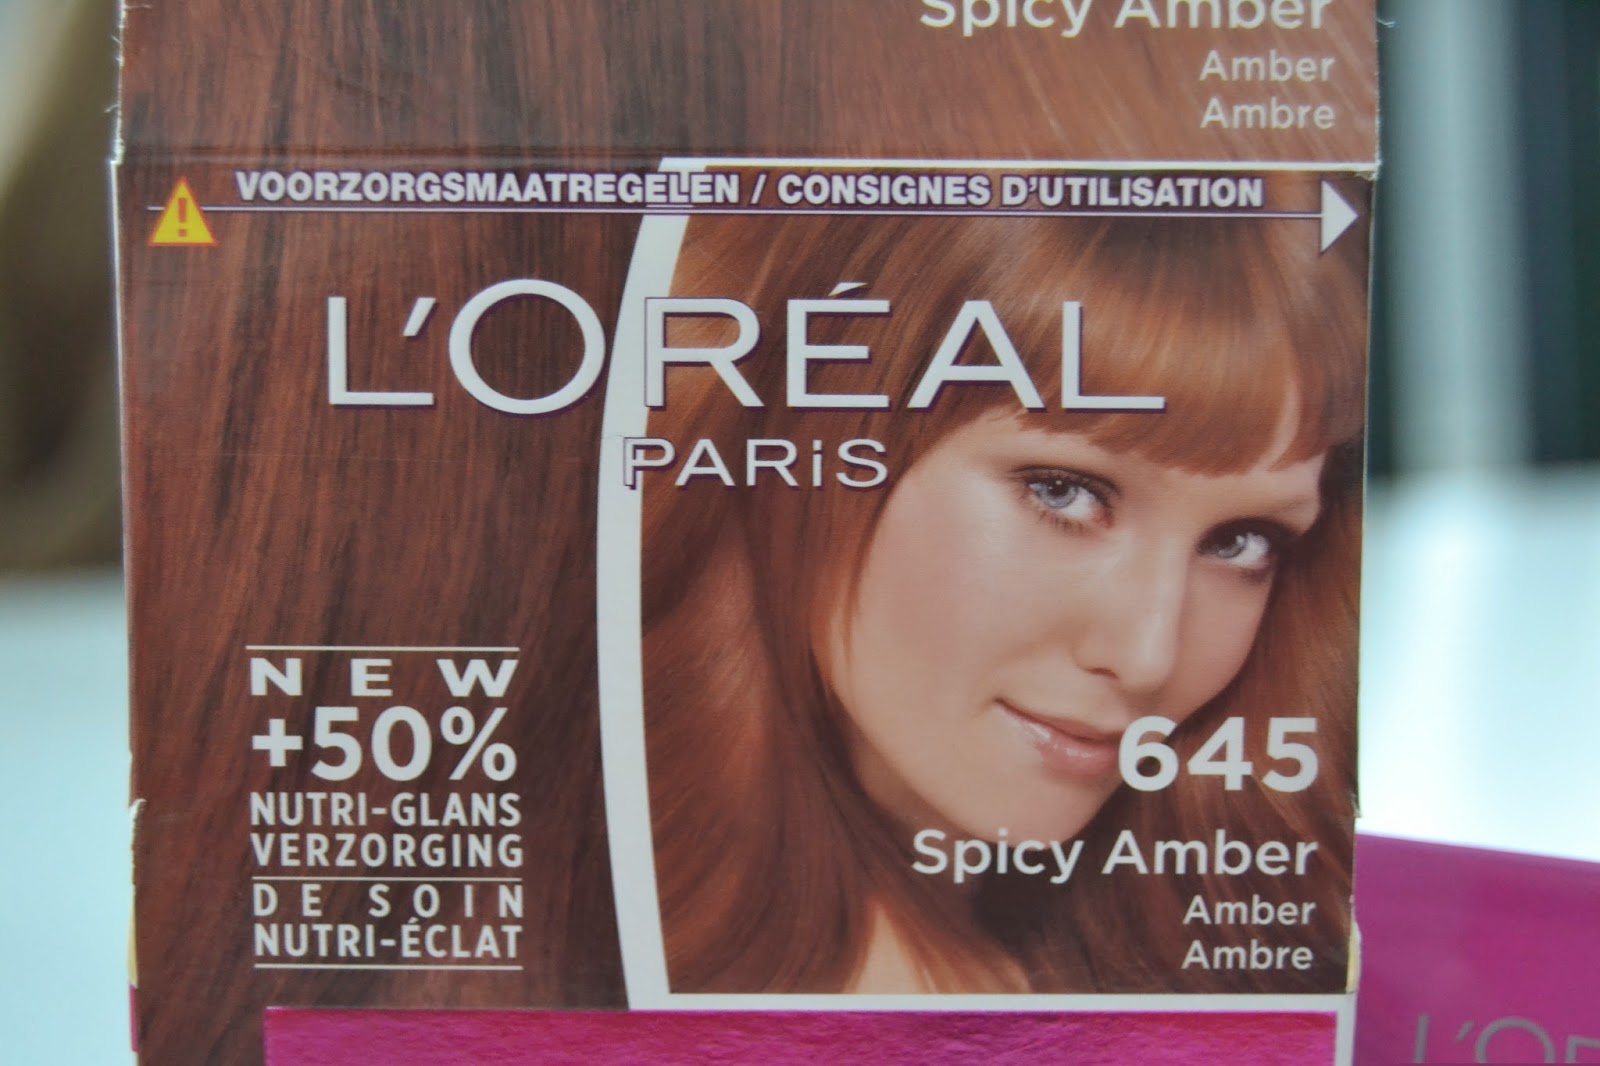 Spicy Amber
Amber
Ambre
VOORZORGSMAATREGELEN / CONSIGNES D'UTILISATION
L'ORÉAL
PARiS
NEW
+50%
NUTRI-GLANS
VERZORGING
DE SOIN
NUTRI-ÉCLAT
645
Spicy Amber
Amber
Ambre